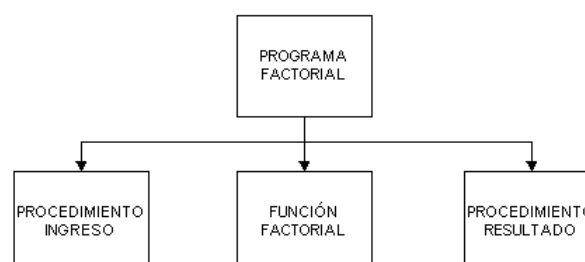 PROGRAMA
FACTORIAL
PROCEDIMIENTO
INGRESO
FUNCIÓN
FACTORIAL
PROCEDIMIENTO
RESULTADO